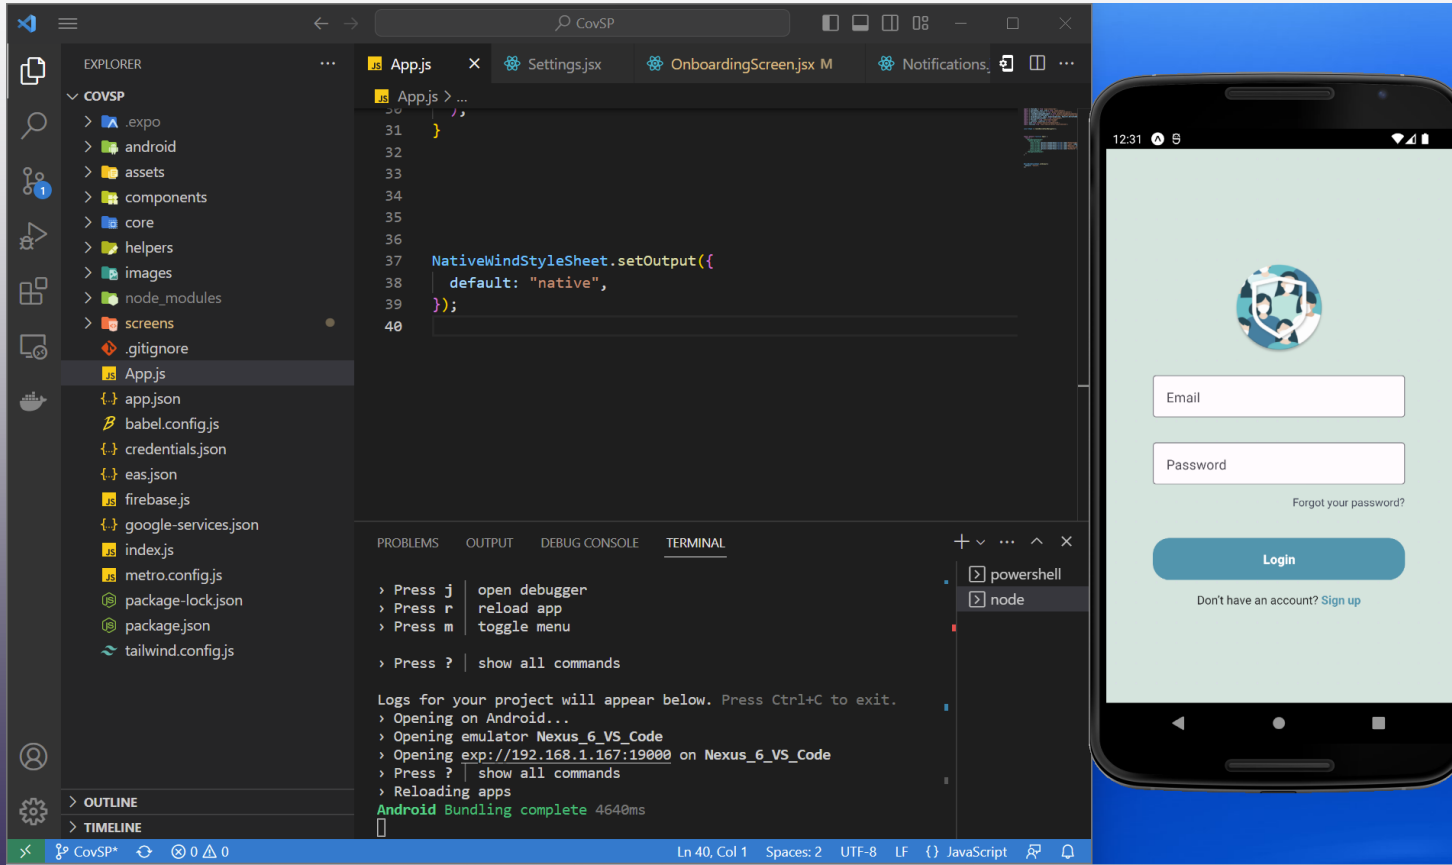 CovSP
EXPLORER
COVSP
.expo
android
assets
components
core
helpers
images
node_modules
screens
.gitignore
App.js
app.json
babel.config.js
credentials.json
eas.json
firebase.js
google-services.json
index.js
metro.config.js
package-lock.json
package.json
tailwind.config.js
OUTLINE
TIMELINE
JS App.js Settings.jsx OnboardingScreen.jsx M Notifications.
JS App.js > ...
30 );
31 }
32
33
34
35
36
37 NativeWindStyleSheet.setOutput({
38 default: "native",
39 });
40
PROBLEMS OUTPUT DEBUG CONSOLE TERMINAL
› Press j │ open debugger
› Press r │ reload app
› Press m │ toggle menu
› Press ? │ show all commands
Logs for your project will appear below. Press Ctrl+C to exit.
› Opening on Android...
› Opening emulator Nexus_6_VS_Code
› Opening exp://192.168.1.167:19000 on Nexus_6_VS_Code
› Press ? │ show all commands
› Reloading apps
Android Bundling complete 4640ms
powershell
node
1
CovSP* 0 0 Ln 40, Col 1 Spaces: 2 UTF-8 LF {} JavaScript
12:31
Email
Password
Forgot your password?
Login
Don't have an account? Sign up